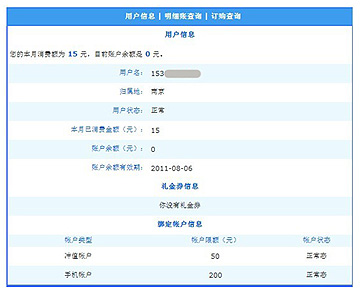 用户信息 | 明细账查询 | 订购查询
用户信息
您的本月消费额为 15 元，目前账户余额是 0 元。
用户名： 153
归属地： 南京
用户状态： 正常
本月已消费金额（元）： 15
账户余额（元）： 0
账户余额有效期： 2011-08-06
礼金券信息
你没有礼金券
绑定帐户信息
账户类型 账户限额（元） 账户状态
冲值账户 50 正常态
手机账户 200 正常态